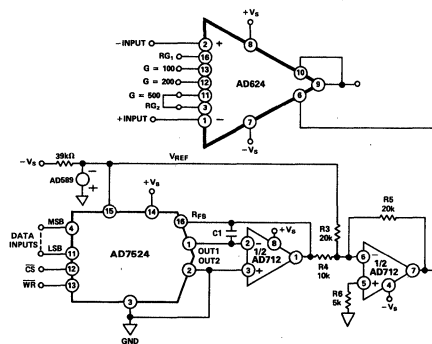 +VS
−INPUT
2
+
8
RG1
16
G = 100
13
10
G = 200
12
AD624
9
G = 500
11
6
RG2
3
+INPUT
1
−
7
−VS
39kΩ
−VS
VREF
AD589
−
+
+VS
15
14
16
RFB
R3
20k
R5
20k
MSB
4
C1
+VS
DATA
INPUTS
AD7524
1
OUT1
2
−
8
1/2
AD712
1
R4
10k
6
−
LSB
11
2
OUT2
3
+
1/2
AD712
7
CS
12
R6
5k
5
+
4
WR
13
−VS
3
GND